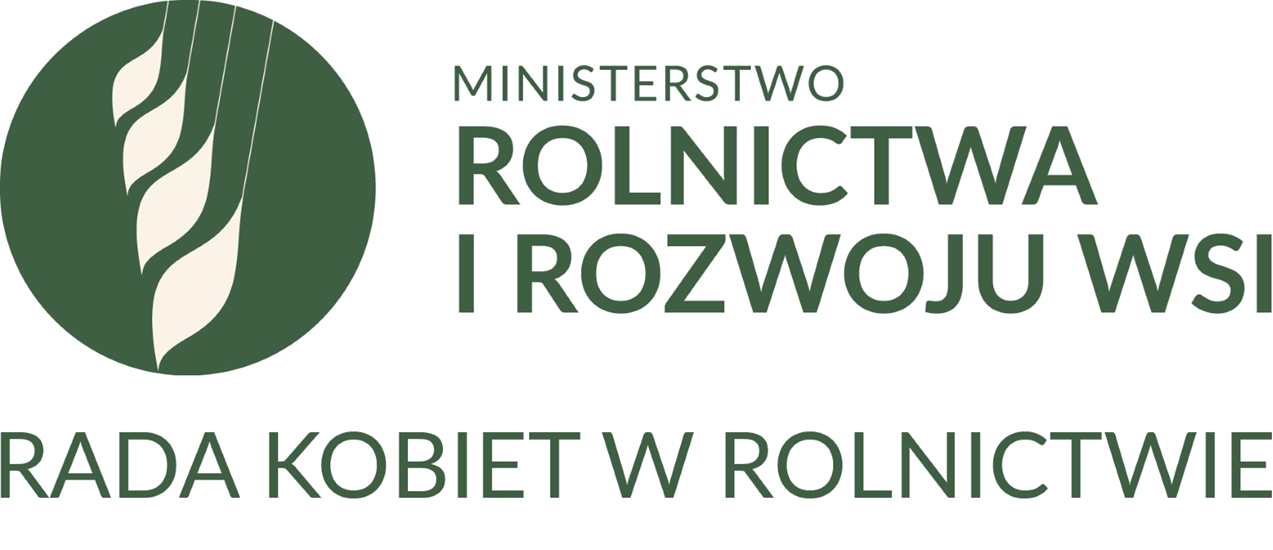 MINISTERSTWO
ROLNICTWA
I ROZWOJU WSI
RADA KOBIET W ROLNICTWIE